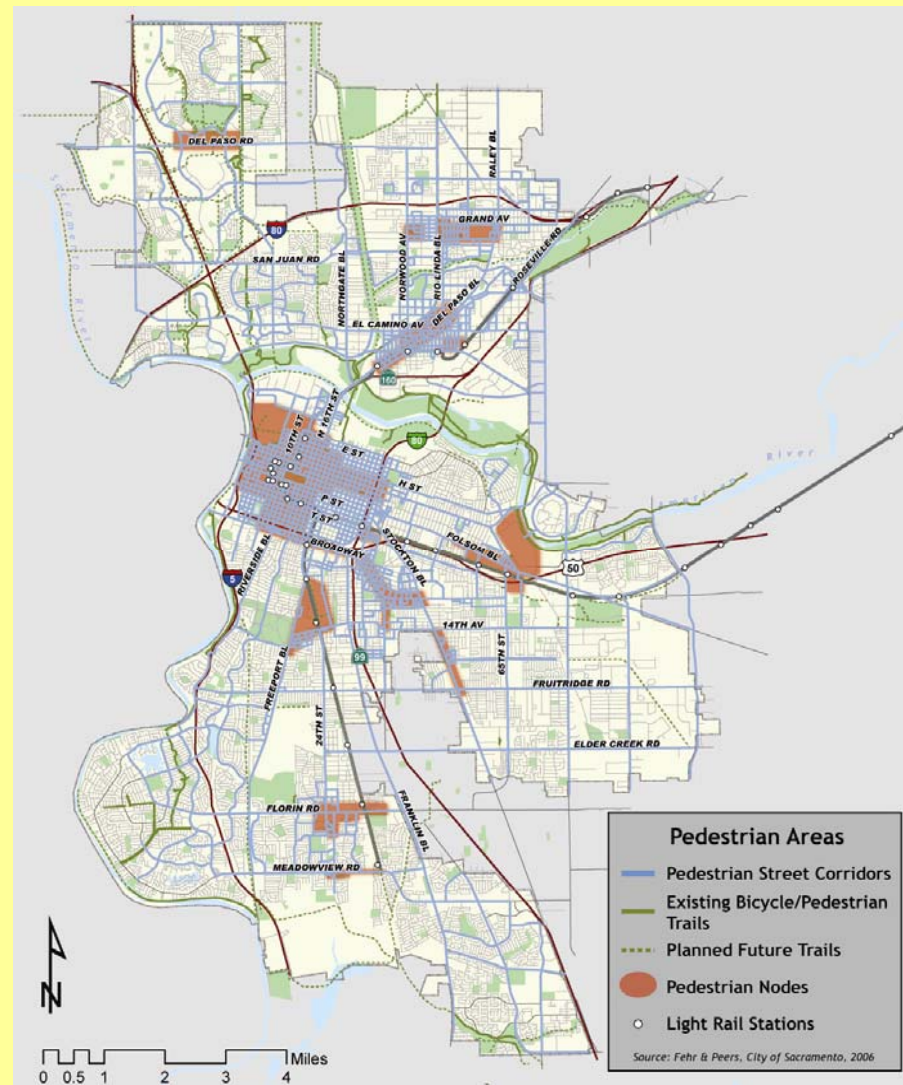 DEL PASO RD
RALEY BL
80
GRAND AV
SAN JUAN RD
NORTHGATE BL
NORWOOD AV
RIO LINDA BL
ROSEVILLE RD
DEL PASO BL
EL CAMINO AV
Sacramento River
160
N 16TH ST
10TH ST
E ST
80
H ST
American River
P ST
T ST
BROADWAY
STOCKTON BL
FOLSOM BL
50
RIVERSIDE BL
5
14TH AV
65TH ST
99
FREEPORT BL
FRUITRIDGE RD
24TH ST
ELDER CREEK RD
FLORIN RD
FRANKLIN BL
MEADOWVIEW RD
N
0 0.5 1 2 3 4 Miles
Pedestrian Areas
Pedestrian Street Corridors
Existing Bicycle/Pedestrian
Trails
Planned Future Trails
Pedestrian Nodes
Light Rail Stations
Source: Fehr & Peers, City of Sacramento, 2006